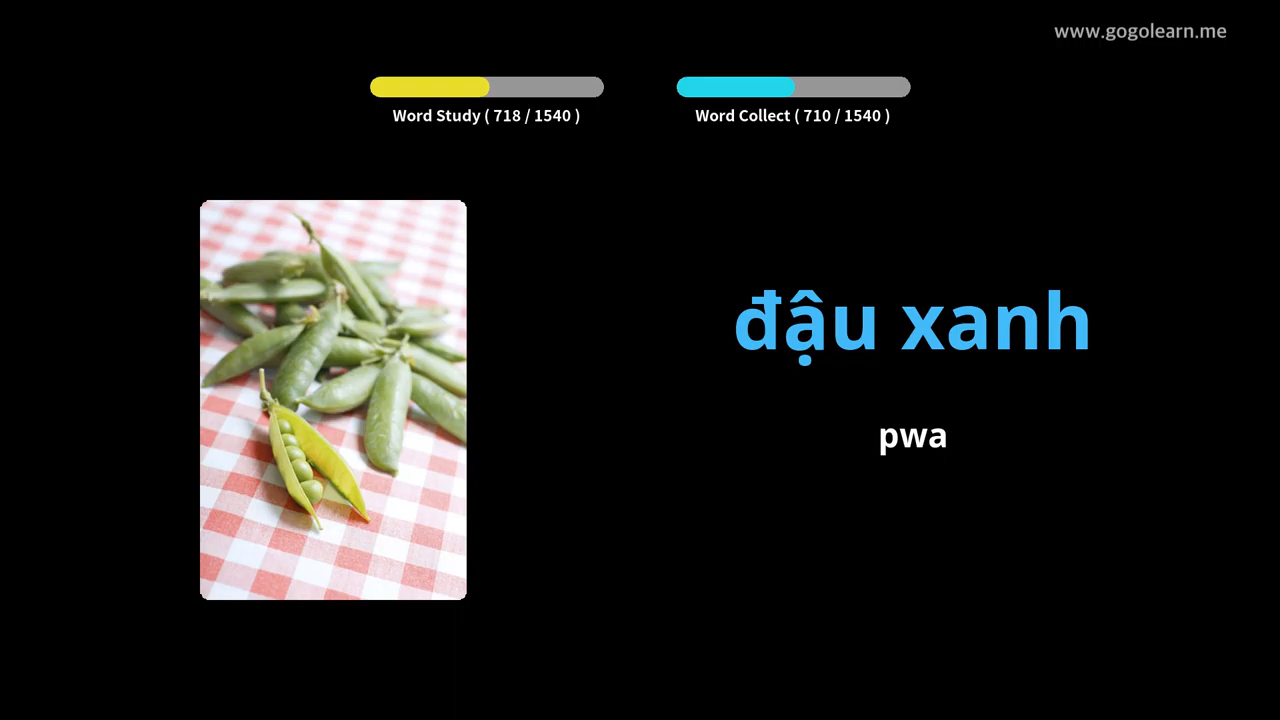 www.gogolearn.me
Word Study ( 718 / 1540 )
Word Collect ( 710 / 1540 )
đậu xanh
pwa